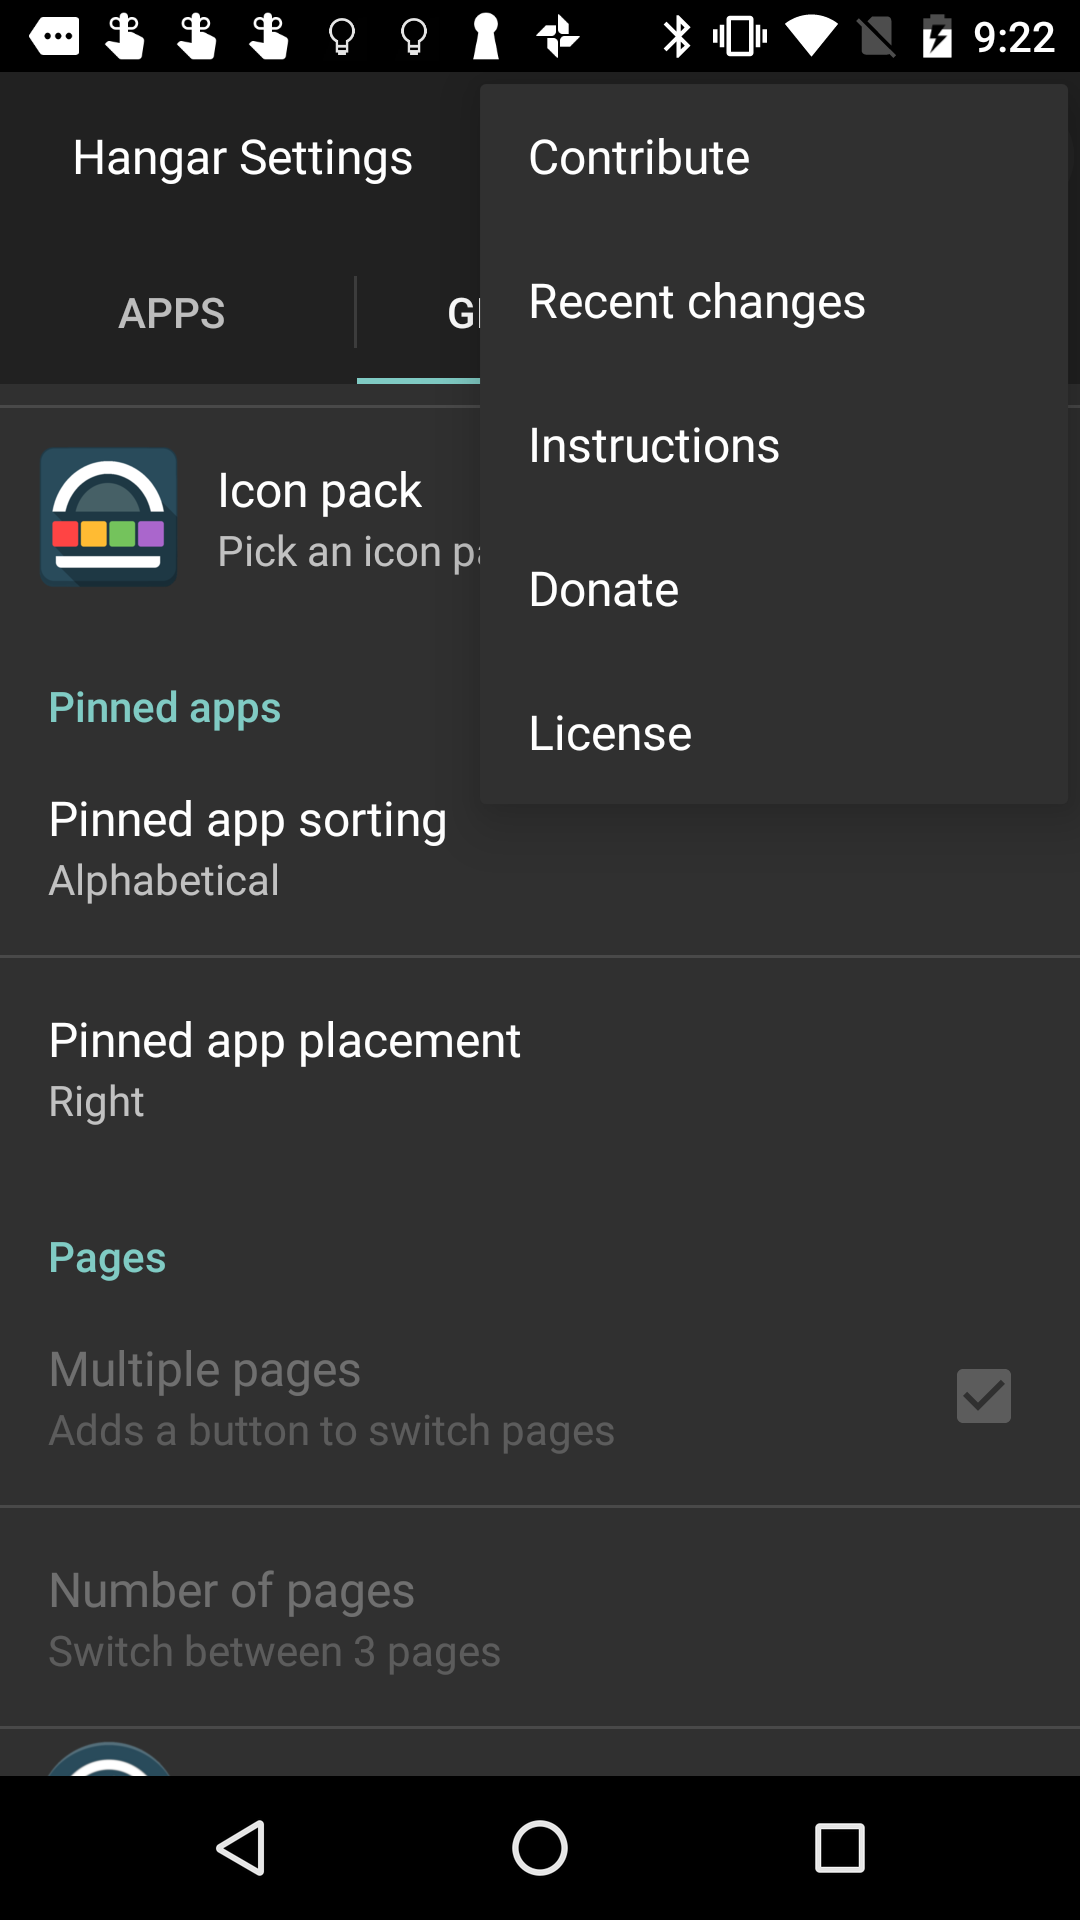 9:22
Hangar Settings
Contribute
Recent changes
Instructions
Donate
License
APPS
Icon pack
Pick an icon
Pinned apps
Pinned app sorting
Alphabetical
Pinned app placement
Right
Pages
Multiple pages
Adds a button to switch pages
Number of pages
Switch between 3 pages